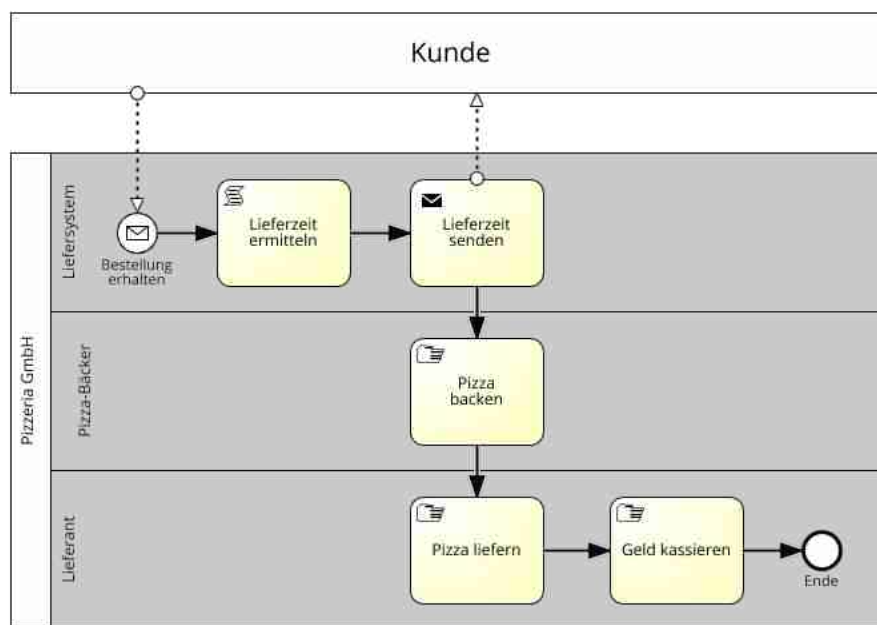 Kunde
Pizzeria GmbH
Liefersystem
Bestellung
erhalten
Lieferzeit
ermitteln
Lieferzeit
senden
Pizza-Bäcker
Pizza
backen
Lieferant
Pizza liefern
Geld kassieren
Ende